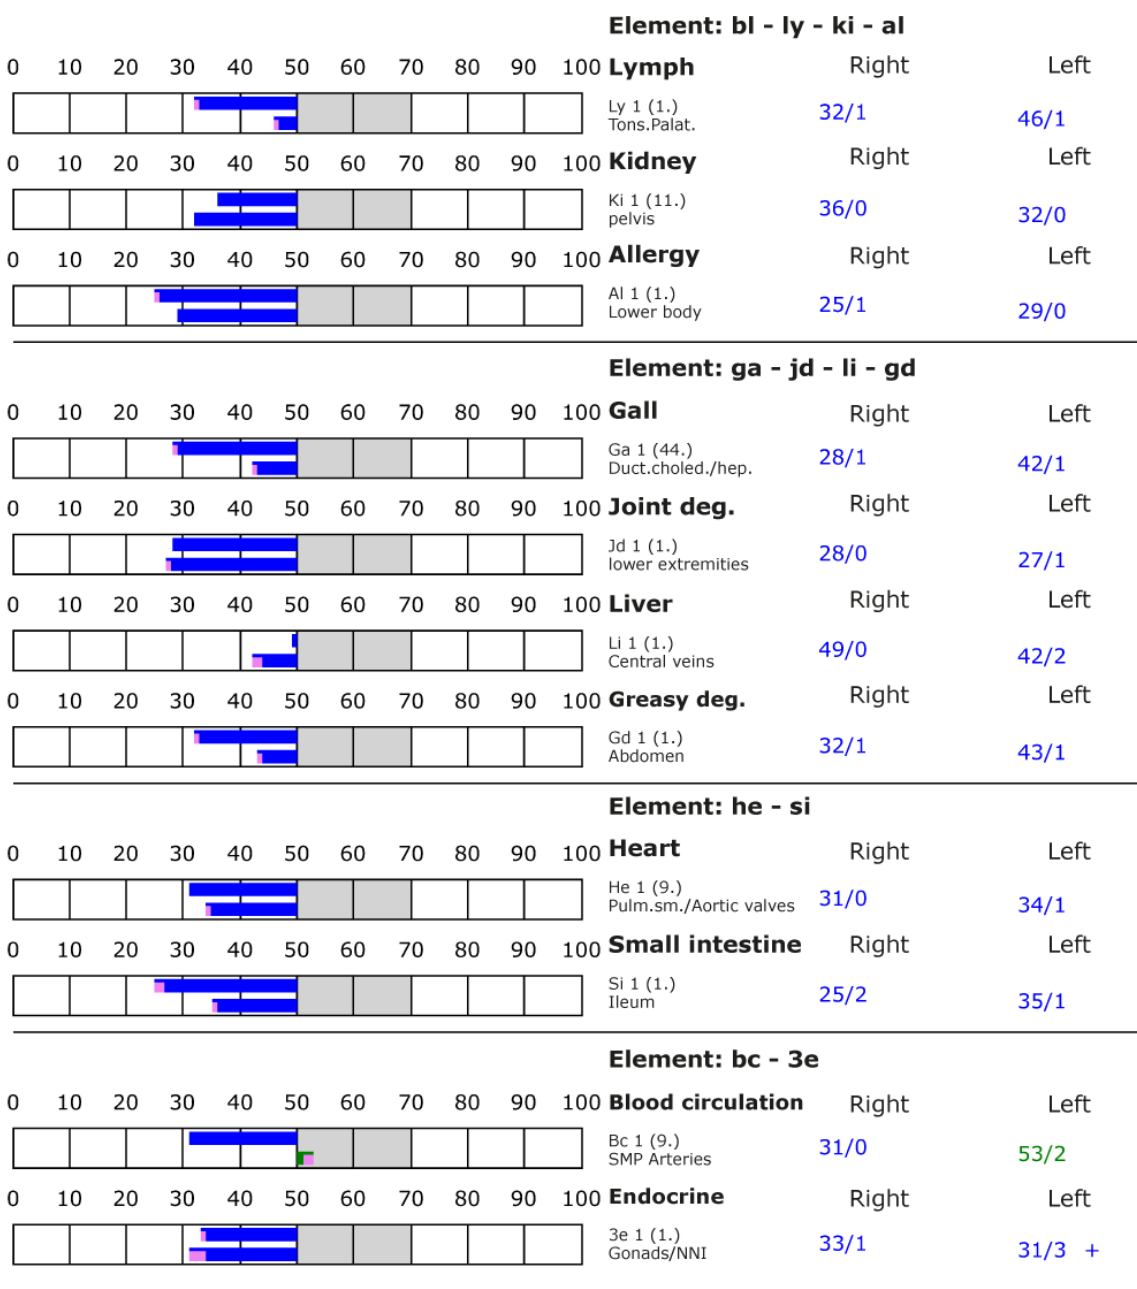 Element: bl - ly - ki - al
0 10 20 30 40 50 60 70 80 90 100 Lymph Right Left
Ly 1 (1.) 32/1 46/1
Tons.Palat.
0 10 20 30 40 50 60 70 80 90 100 Kidney Right Left
Ki 1 (11.) 36/0 32/0
pelvis
0 10 20 30 40 50 60 70 80 90 100 Allergy Right Left
Al 1 (1.) 25/1 29/0
Lower body
Element: ga - jd - li - gd
0 10 20 30 40 50 60 70 80 90 100 Gall Right Left
Ga 1 (44.) 28/1 42/1
Duct.choled./hep.
0 10 20 30 40 50 60 70 80 90 100 Joint deg. Right Left
Jd 1 (1.) 28/0 27/1
lower extremities
0 10 20 30 40 50 60 70 80 90 100 Liver Right Left
Li 1 (1.) 49/0 42/2
Central veins
0 10 20 30 40 50 60 70 80 90 100 Greasy deg. Right Left
Gd 1 (1.) 32/1 43/1
Abdomen
Element: he - si
0 10 20 30 40 50 60 70 80 90 100 Heart Right Left
He 1 (9.) 31/0 34/1
Pulm.sm./Aortic valves
0 10 20 30 40 50 60 70 80 90 100 Small intestine Right Left
Si 1 (1.) 25/2 35/1
Ileum
Element: bc - 3e
0 10 20 30 40 50 60 70 80 90 100 Blood circulation Right Left
Bc 1 (9.) 31/0 53/2
SMP Arteries
0 10 20 30 40 50 60 70 80 90 100 Endocrine Right Left
3e 1 (1.) 33/1 31/3 +
Gonads/NNI